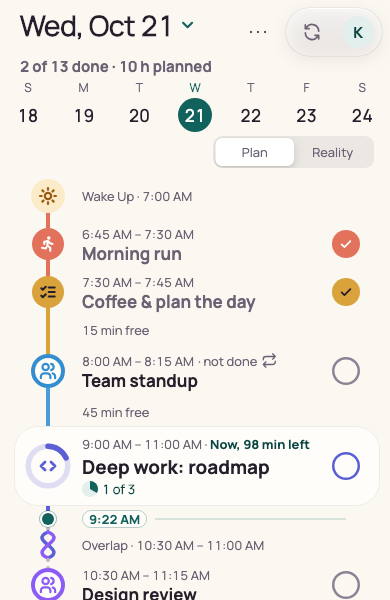 Wed, Oct 21
...
K
2 of 13 done · 10 h planned
S M T W T F S
18 19 20 21 22 23 24
Plan Reality
Wake Up · 7:00 AM
6:45 AM – 7:30 AM
Morning run
7:30 AM – 7:45 AM
Coffee & plan the day
15 min free
8:00 AM – 8:15 AM · not done
Team standup
45 min free
9:00 AM – 11:00 AM · Now, 98 min left
Deep work: roadmap
1 of 3
9:22 AM
Overlap · 10:30 AM – 11:00 AM
10:30 AM – 11:15 AM
Design review